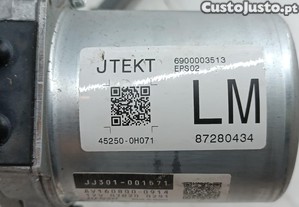 CustoJusto.pt
JTEKT
6900003513
EPS02
LM
45250-0H071
87280434
JJ301-001571